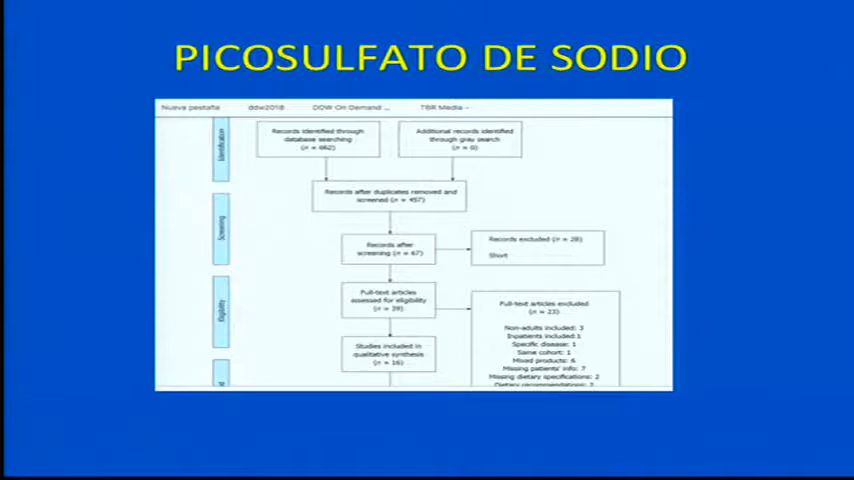 PICOSULFATO DE SODIO
Nueva pestaña ddw2018 DDW On Demand ... TBR Media -
Identification
Records identified through
database searching
(n = 662)
Additional records identified
through gray search
(n = 0)
Records after duplicates removed and
screened (n = 457)
Screening
Records after
screening (n = 67)
Records excluded (n = 28)
Short
Eligibility
Full-text articles
assessed for eligibility
(n = 39)
Full-text articles excluded
(n = 23)
Non-adults included: 3
Inpatients included:1
Specific disease: 1
Same cohort: 1
Mixed products: 6
Missing patients' info: 7
Missing dietary specifications: 2
Dietary recommendations: 2
Studies included in
qualitative synthesis
(n = 16)